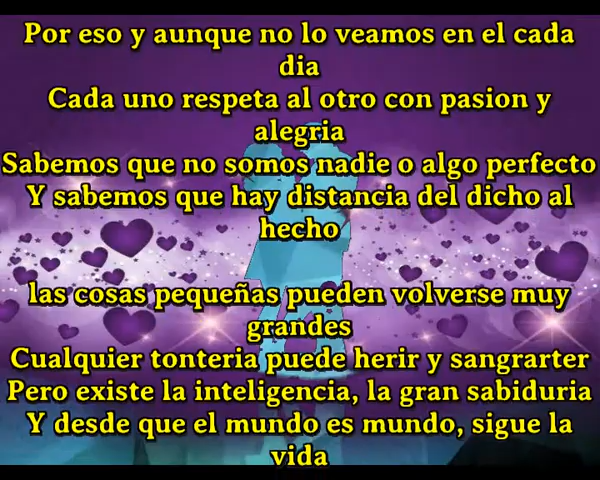 Por eso y aunque no lo veamos en el cada
dia
Cada uno respeta al otro con pasion y
alegria
Sabemos que no somos nadie o algo perfecto
Y sabemos que hay distancia del dicho al
hecho
las cosas pequeñas pueden volverse muy
grandes
Cualquier tonteria puede herir y sangrarter
Pero existe la inteligencia, la gran sabiduria
Y desde que el mundo es mundo, sigue la
vida